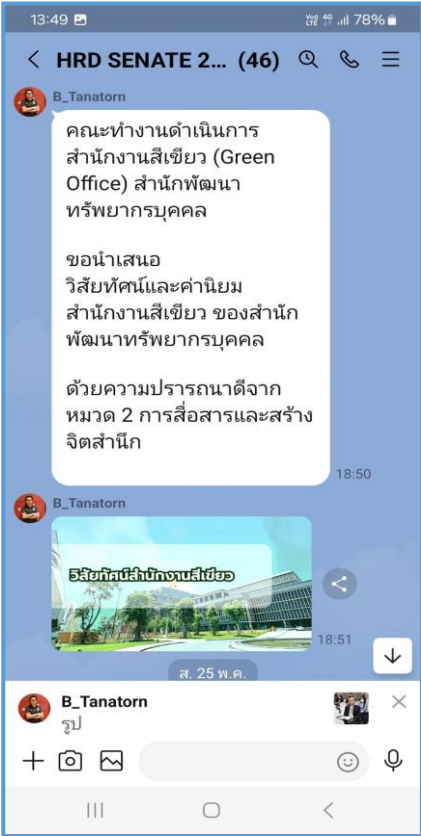 13:49
78%
HRD SENATE 2... (46)
B_Tanatorn
คณะทำงานดำเนินการ
สำนักงานสีเขียว (Green
Office) สำนักพัฒนา
ทรัพยากรบุคคล
ขอนำเสนอ
วิสัยทัศน์และค่านิยม
สำนักงานสีเขียว ของสำนัก
พัฒนาทรัพยากรบุคคล
ด้วยความปรารถนาดีจาก
หมวด 2 การสื่อสารและสร้าง
จิตสำนึก
18:50
B_Tanatorn
วิสัยทัศน์สำนักงานสีเขียว
18:51
ส. 25 พ.ค.
B_Tanatorn
รูป